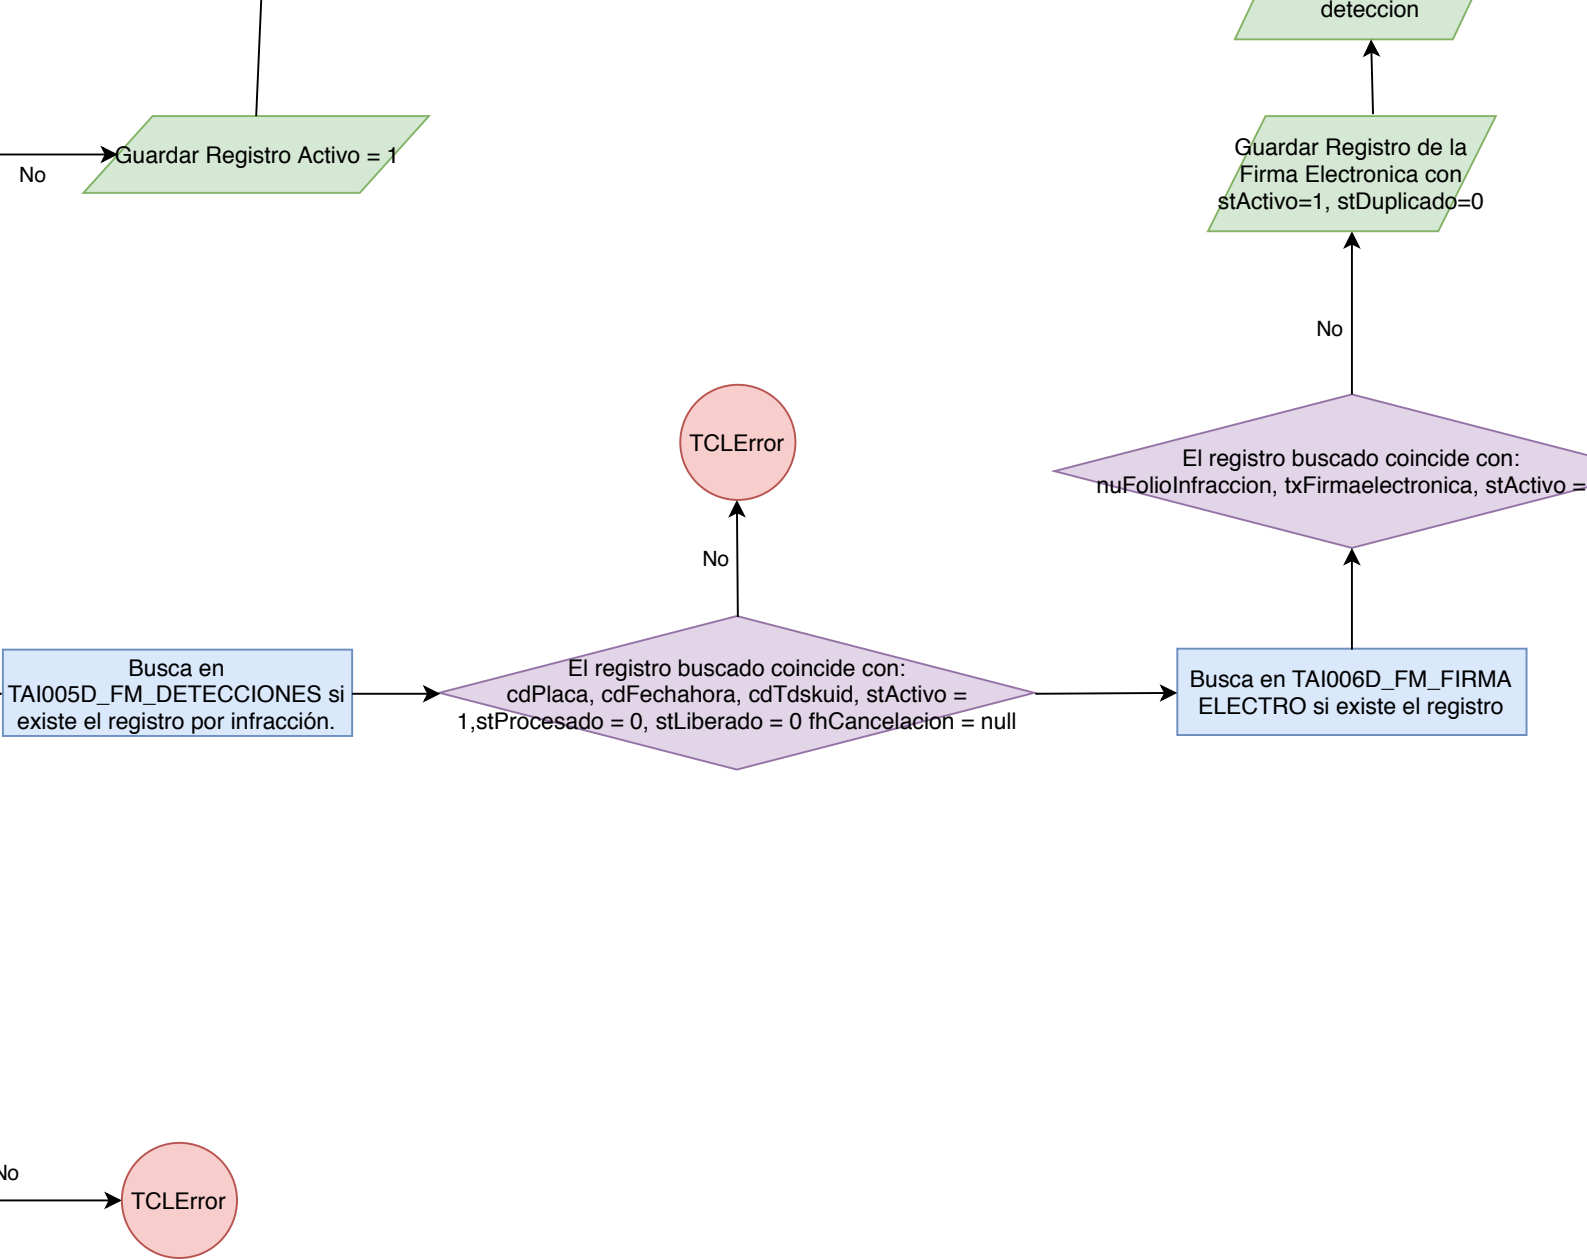 deteccion
Guardar Registro Activo = 1
No
Guardar Registro de la
Firma Electronica con
stActivo=1, stDuplicado=0
No
TCLError
El registro buscado coincide con:
nuFolioInfraccion, txFirmaelectronica, stActivo =
No
Busca en
TAI005D_FM_DETECCIONES si
existe el registro por infracción.
El registro buscado coincide con:
cdPlaca, cdFechahora, cdTdskuid, stActivo =
1,stProcesado = 0, stLiberado = 0 fhCancelacion = null
Busca en TAI006D_FM_FIRMA
ELECTRO si existe el registro
No
TCLError